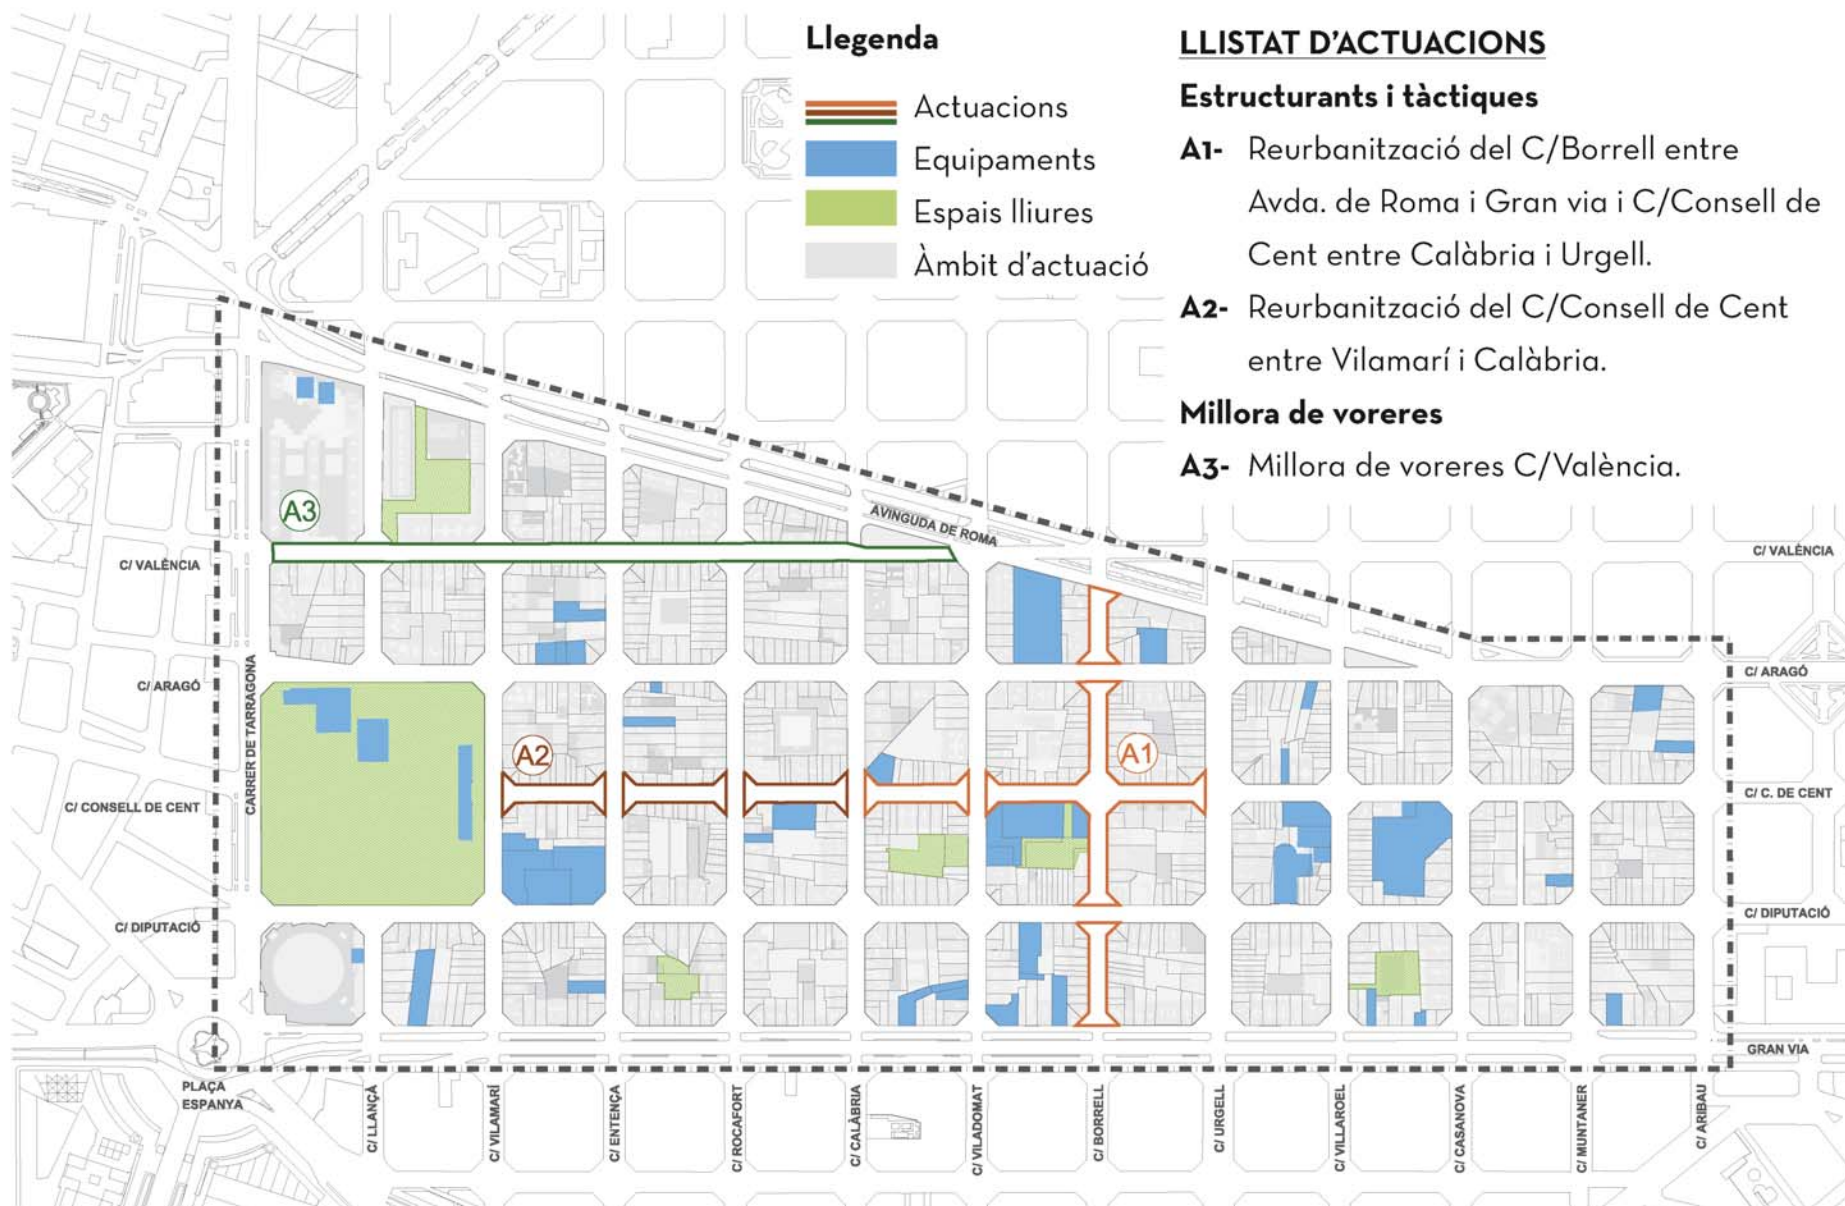 Llegenda
Actuacions
Equipaments
Espais lliures
Àmbit d'actuació
LLISTAT D'ACTUACIONS
Estructurants i tàctiques
A1- Reurbanització del C/Borrell entre
Avda. de Roma i Gran via i C/Consell de
Cent entre Calàbria i Urgell.
A2- Reurbanització del C/Consell de Cent
entre Vilamarí i Calàbria.
Millora de voreres
A3- Millora de voreres C/València.
A3
AVINGUDA DE ROMA
C/ VALÈNCIA
C/ VALÈNCIA
C/ ARAGÓ
C/ ARAGÓ
CARRER DE TARRAGONA
A2
A1
C/ CONSELL DE CENT
C/ C. DE CENT
C/ DIPUTACIÓ
C/ DIPUTACIÓ
GRAN VIA
PLAÇA
ESPANYA
C/ LLANÇÀ
C/ VILAMARÍ
C/ ENTENÇA
C/ ROCAFORT
C/ CALÀBRIA
C/ VILADOMAT
C/ BORRELL
C/ URGELL
C/ VILLAROEL
C/ CASANOVA
C/ MUNTANER
C/ ARIBAU